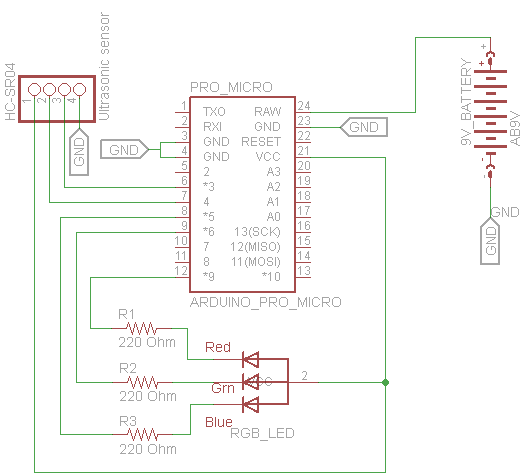 HC-SR04
Ultrasonic sensor
1
2
3
4
GND
GND
PRO_MICRO
1 TXO RAW 24
2 RXI GND 23
3 GND RESET 22
4 GND VCC 21
5 2 A3 20
6 *3 A2 19
7 4 A1 18
8 *5 A0 17
9 *6 13(SCK) 16
10 7 12(MISO) 15
11 8 11(MOSI) 14
12 *9 *10 13
ARDUINO_PRO_MICRO
GND
9V_BATTERY
AB9V
+
+
-
-
GND
GND
R1
220 Ohm
R2
220 Ohm
R3
220 Ohm
Red
Grn
Blue
VCC
2
RGB_LED